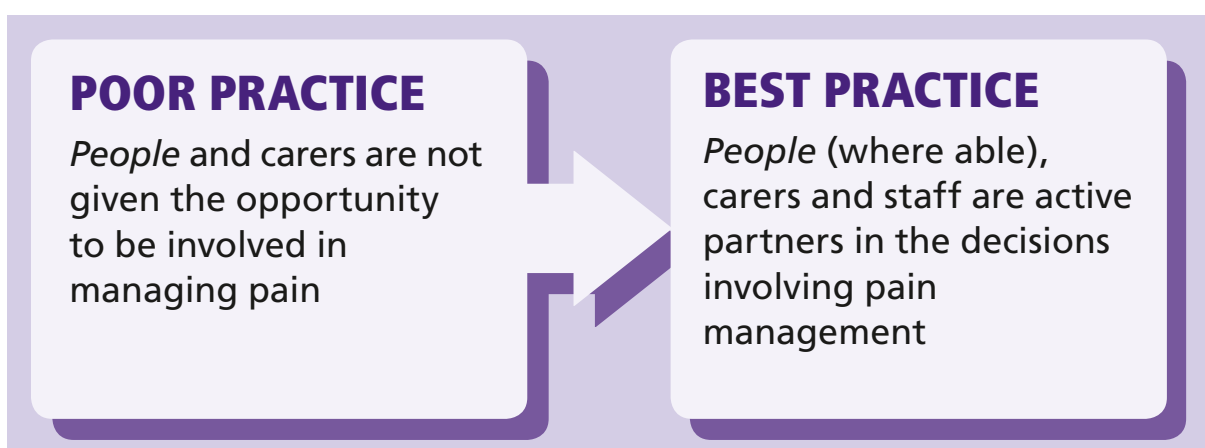 POOR PRACTICE
People and carers are not
given the opportunity
to be involved in
managing pain
BEST PRACTICE
People (where able),
carers and staff are active
partners in the decisions
involving pain
management